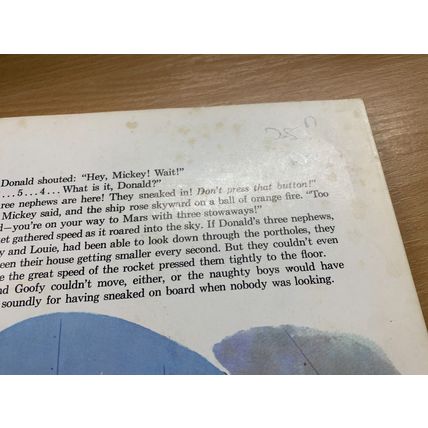 Donald shouted: "Hey, Mickey! Wait!"
. . . . 5 . . . 4 . . . What is it, Donald?"
nephews are here! They sneaked in! Don't press that button!"
Mickey said, and the ship rose skyward on a ball of orange fire. "Too
—you're on your way to Mars with three stowaways!"
gathered speed as it roared into the sky. If Donald's three nephews,
and Louie, had been able to look down through the portholes, they
their house getting smaller every second. But they couldn't even
the great speed of the rocket pressed them tightly to the floor.
Goofy couldn't move, either, or the naughty boys would have
soundly for having sneaked on board when nobody was looking.